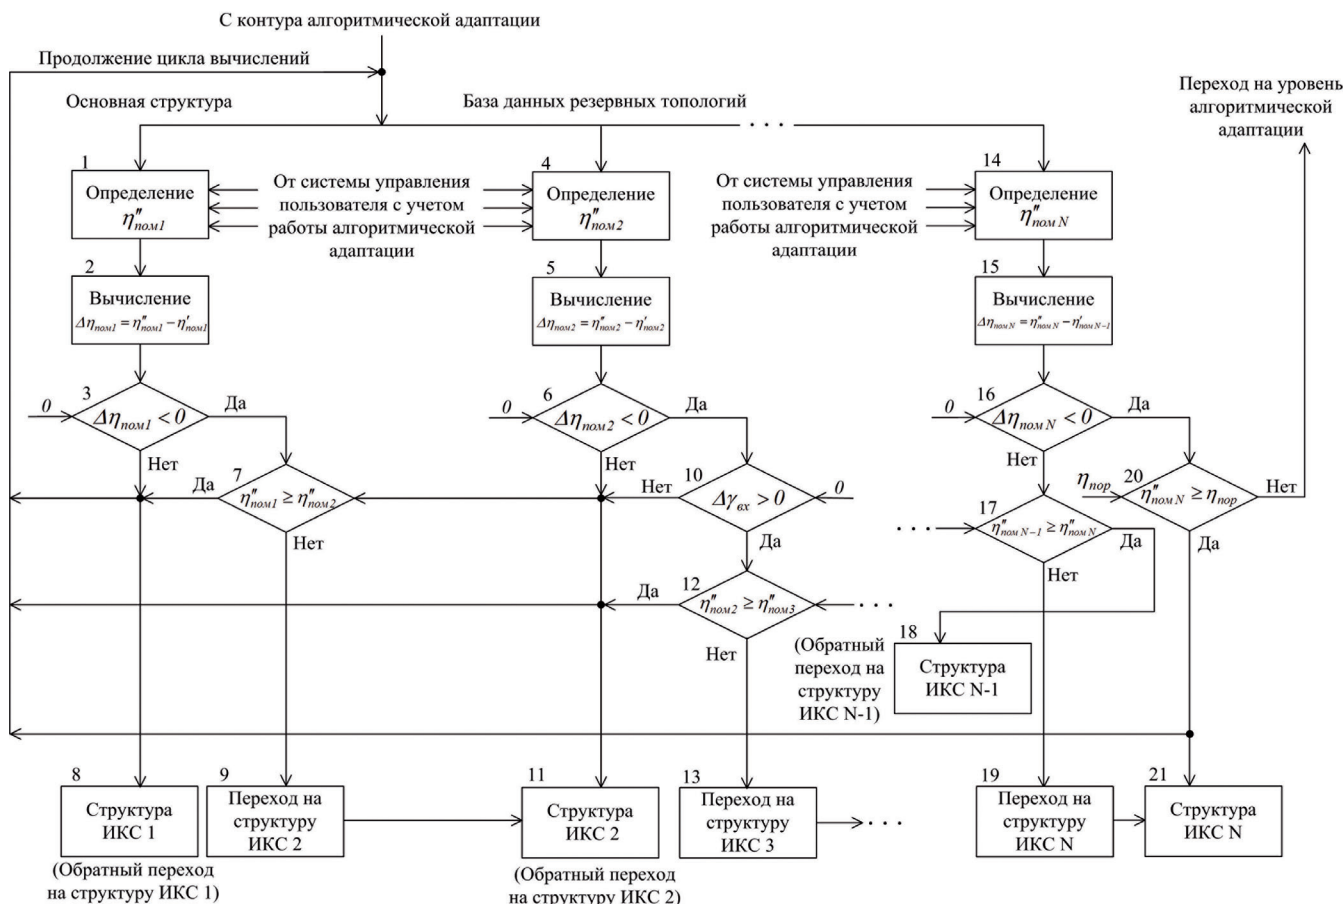 С контура алгоритмической адаптации
Продолжение цикла вычислений
Основная структура
База данных резервных топологий
Переход на уровень
алгоритмической
адаптации
. . .
1
Определение
η″пом1
От системы управления
пользователя с учетом
работы алгоритмической
адаптации
4
Определение
η″пом2
От системы управления
пользователя с учетом
работы алгоритмической
адаптации
14
Определение
η″пом N
2
Вычисление
Δηпом1 = η″пом1 − η′пом1
5
Вычисление
Δηпом2 = η″пом2 − η′пом2
15
Вычисление
ΔηпомN = η″помN − η′помN−1
0
3
Δηпом1 < 0
Да
Нет
0
6
Δηпом2 < 0
Да
Нет
0
16
Δηпом N < 0
Да
Нет
Да
7
η″пом1 ≥ η″пом2
Нет
Нет
10
Δγвх > 0
0
Да
ηпор
20
η″пом N ≥ ηпор
Нет
Да
. . .
17
η″пом N−1 ≥ η″пом N
Да
Нет
Да
12
η″пом2 ≥ η″пом3
. . .
Нет
(Обратный
переход на
структуру
ИКС N-1)
18
Структура
ИКС N-1
8
Структура
ИКС 1
(Обратный переход
на структуру ИКС 1)
9
Переход на
структуру
ИКС 2
11
Структура
ИКС 2
(Обратный переход
на структуру ИКС 2)
13
Переход на
структуру
ИКС 3
. . .
19
Переход на
структуру
ИКС N
21
Структура
ИКС N